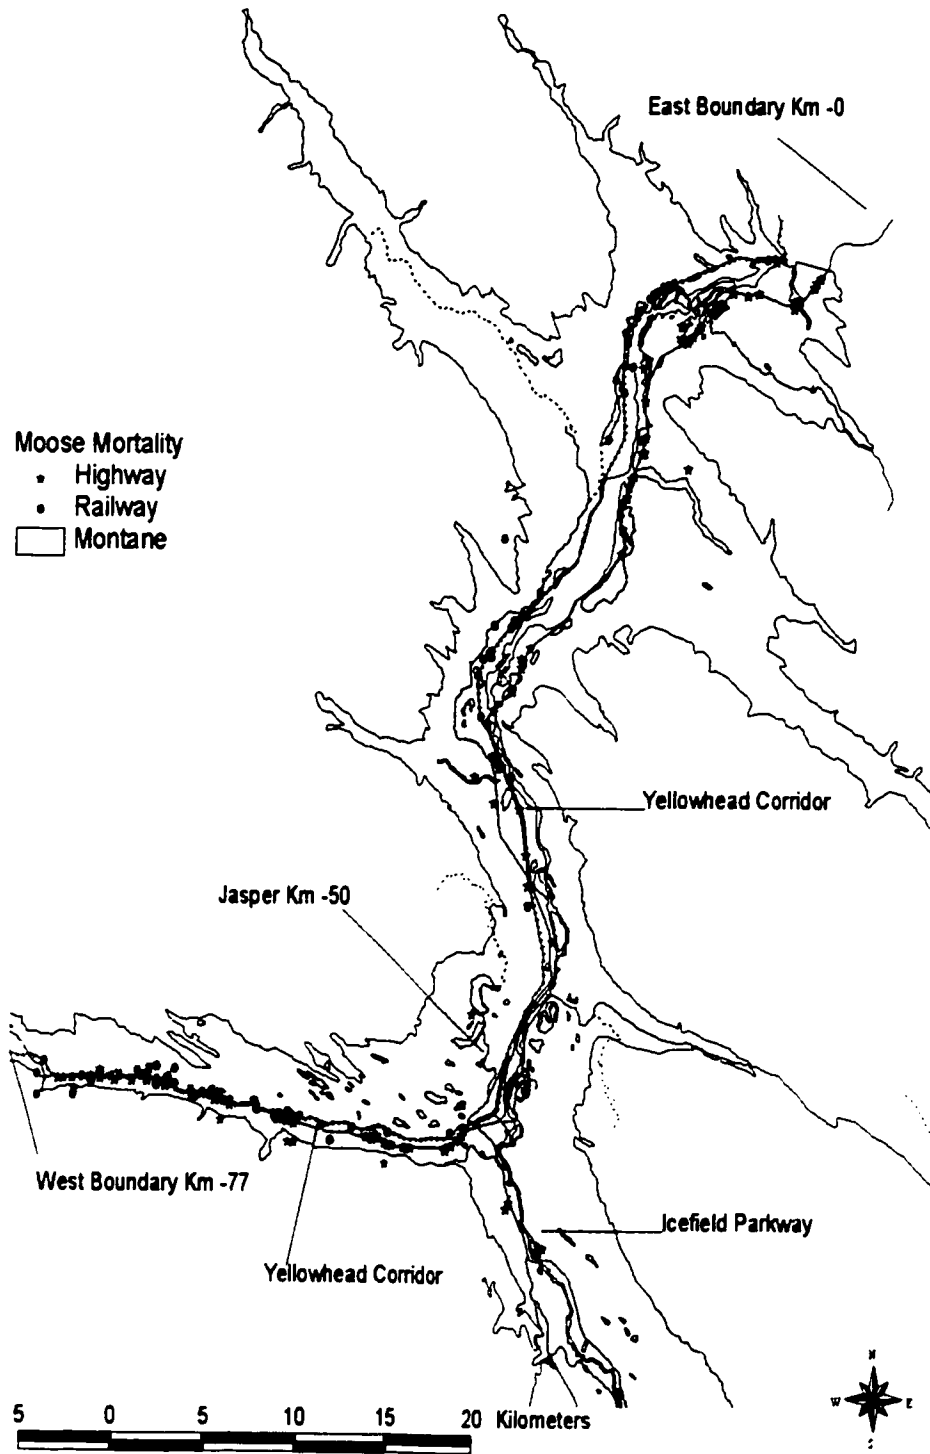 East Boundary Km -0
Moose Mortality
Highway
Railway
Montane
Yellowhead Corridor
Jasper Km -50
West Boundary Km -77
Icefield Parkway
Yellowhead Corridor
5 0 5 10 15 20 Kilometers
N
W E
S